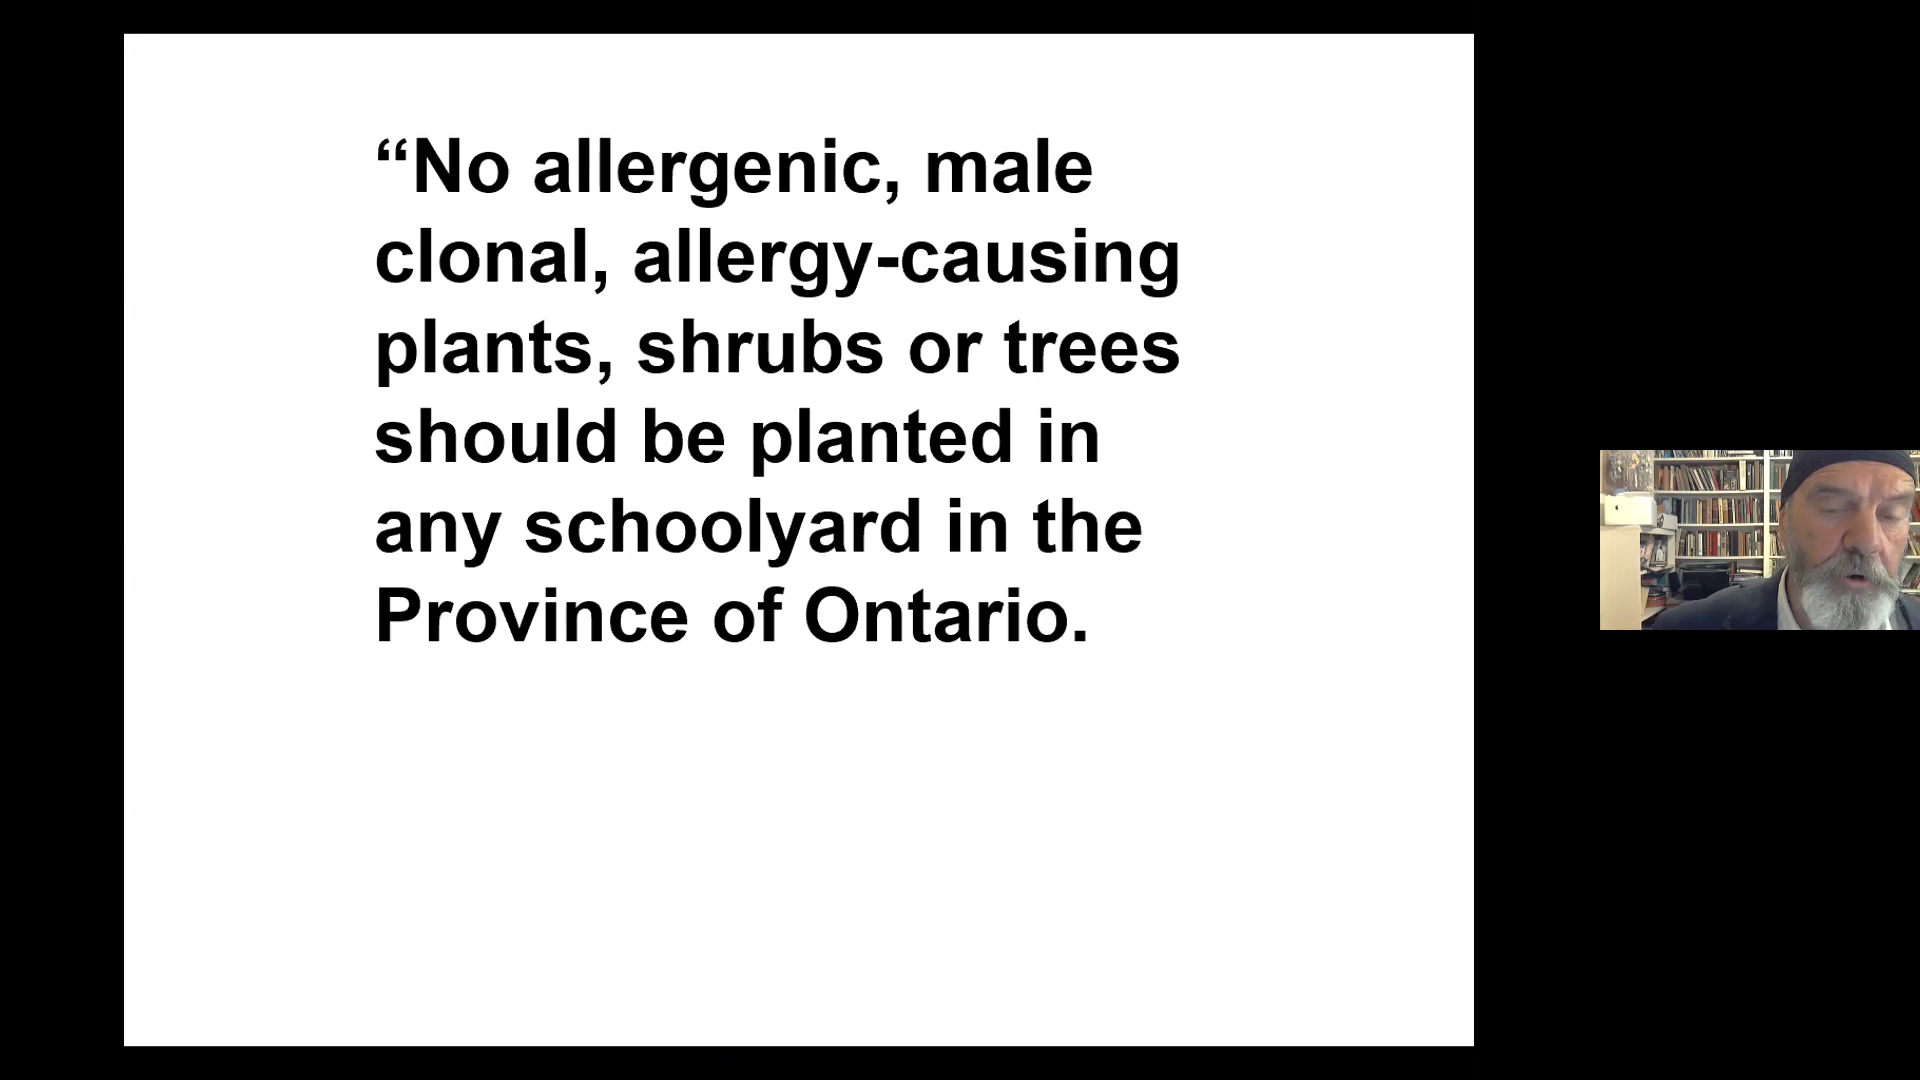 “No allergenic, male
clonal, allergy-causing
plants, shrubs or trees
should be planted in
any schoolyard in the
Province of Ontario.